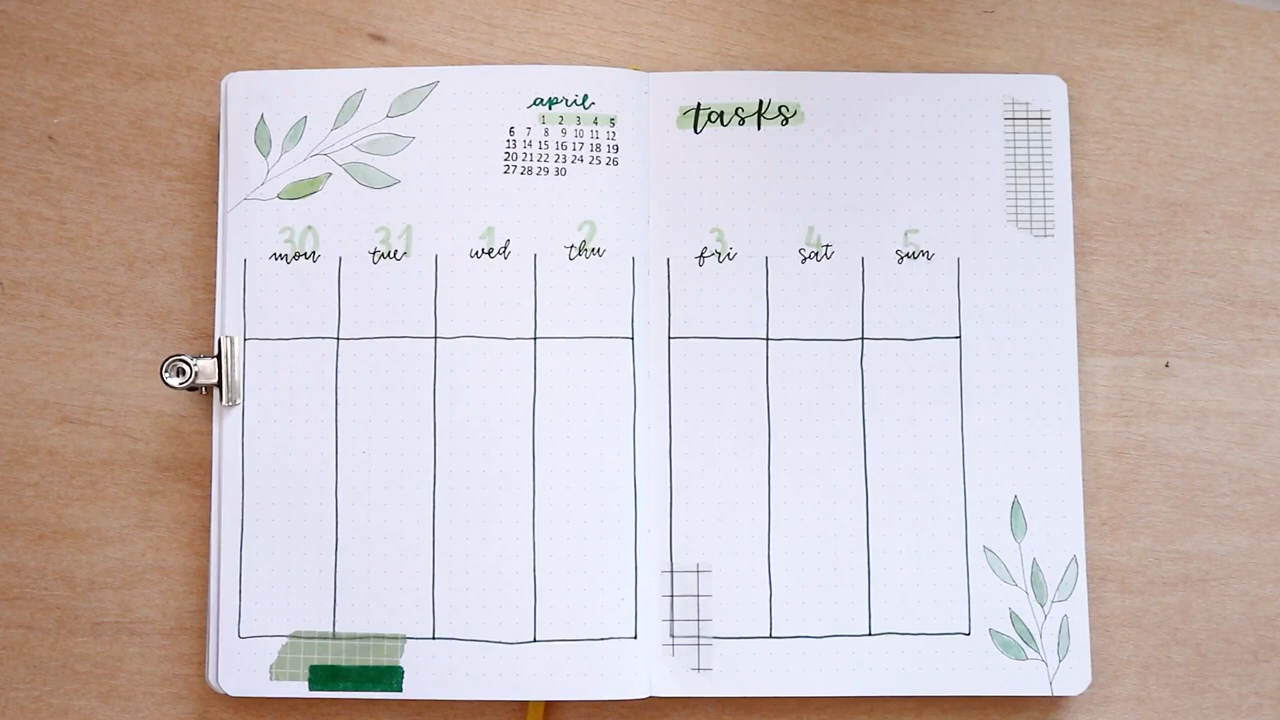 april
1 2 3 4 5
6 7 8 9 10 11 12
13 14 15 16 17 18 19
20 21 22 23 24 25 26
27 28 29 30
30 31 1 2
mon tue wed thu
tasks
3 4 5
fri sat sun